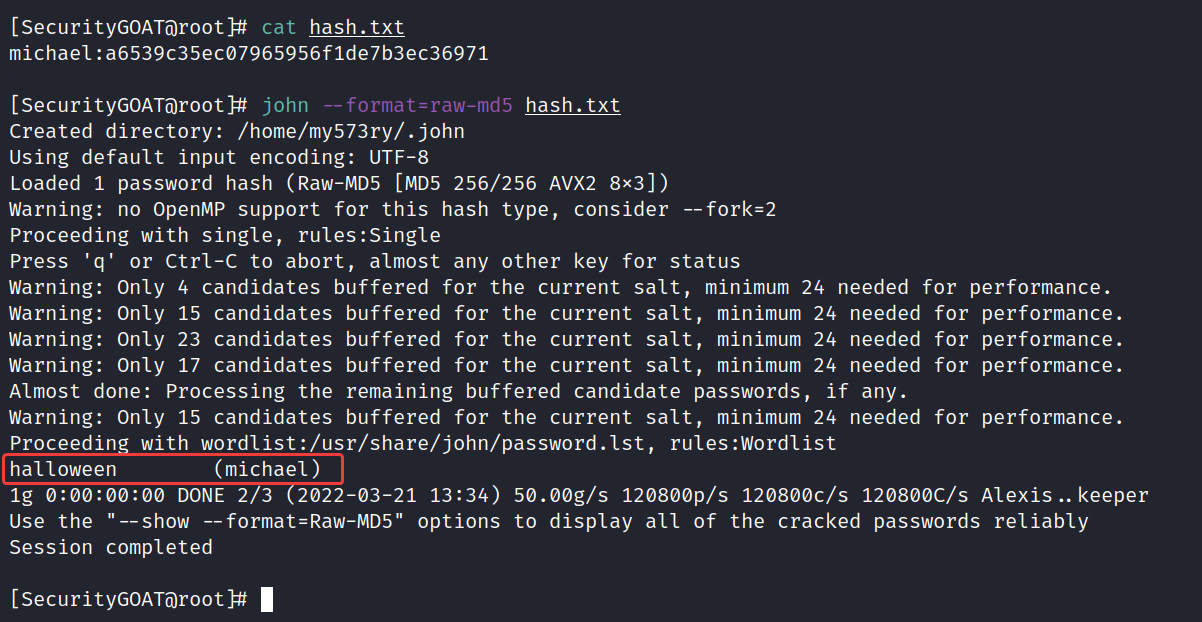 [SecurityGOAT@root]# cat hash.txt
michael:a6539c35ec07965956f1de7b3ec36971
[SecurityGOAT@root]# john --format=raw-md5 hash.txt
Created directory: /home/my573ry/.john
Using default input encoding: UTF-8
Loaded 1 password hash (Raw-MD5 [MD5 256/256 AVX2 8×3])
Warning: no OpenMP support for this hash type, consider --fork=2
Proceeding with single, rules:Single
Press 'q' or Ctrl-C to abort, almost any other key for status
Warning: Only 4 candidates buffered for the current salt, minimum 24 needed for performance.
Warning: Only 15 candidates buffered for the current salt, minimum 24 needed for performance.
Warning: Only 23 candidates buffered for the current salt, minimum 24 needed for performance.
Warning: Only 17 candidates buffered for the current salt, minimum 24 needed for performance.
Almost done: Processing the remaining buffered candidate passwords, if any.
Warning: Only 15 candidates buffered for the current salt, minimum 24 needed for performance.
Proceeding with wordlist:/usr/share/john/password.lst, rules:Wordlist
halloween        (michael)
1g 0:00:00:00 DONE 2/3 (2022-03-21 13:34) 50.00g/s 120800p/s 120800c/s 120800C/s Alexis..keeper
Use the "--show --format=Raw-MD5" options to display all of the cracked passwords reliably
Session completed
[SecurityGOAT@root]#